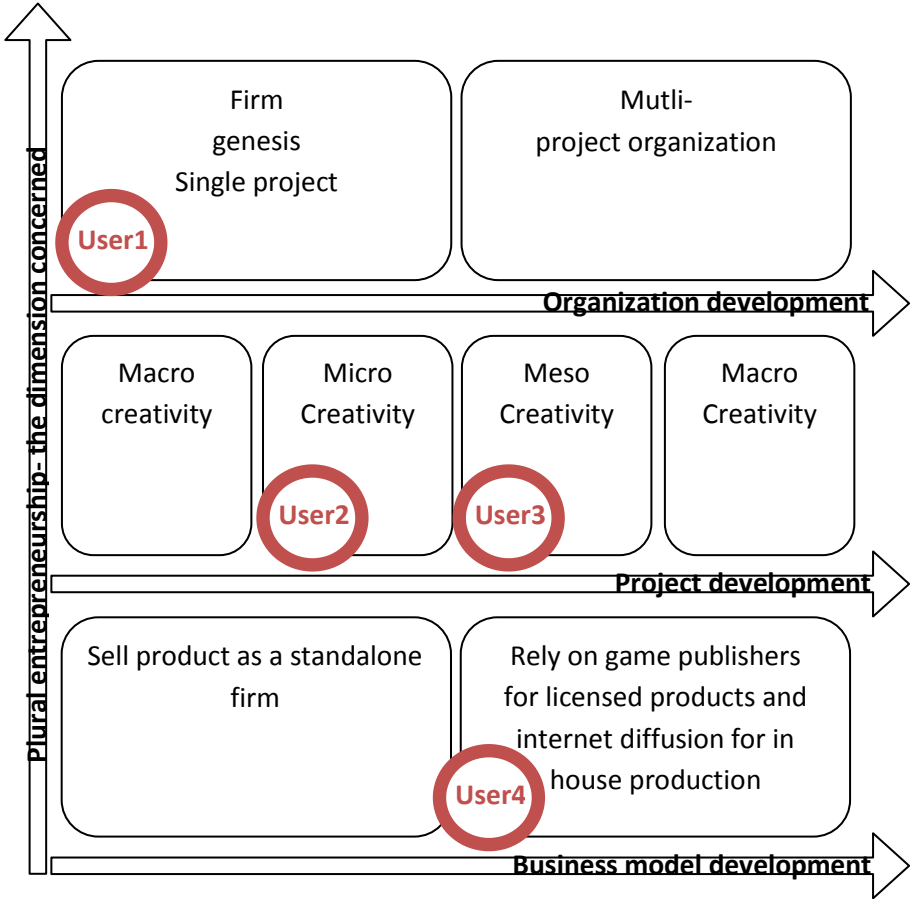 Plural entrepreneurship- the dimension concerned
Firm
genesis
Single project
User1
Mutli-
project organization
Organization development
Macro
creativity
Micro
Creativity
User2
Meso
Creativity
User3
Macro
Creativity
Project development
Sell product as a standalone
firm
Rely on game publishers
for licensed products and
internet diffusion for in
house production
User4
Business model development